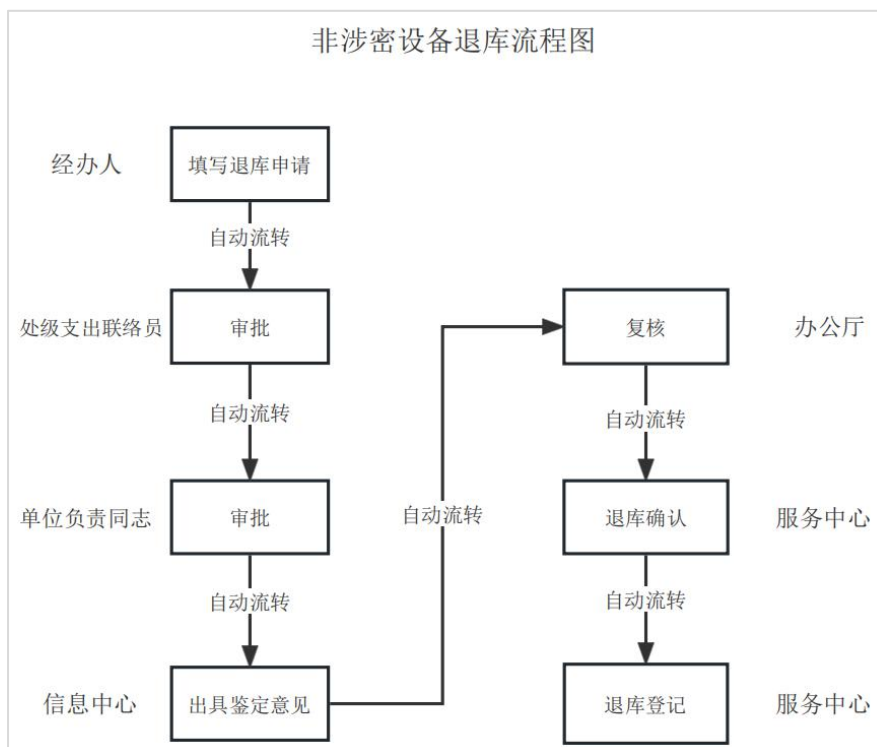 非涉密设备退库流程图
经办人
填写退库申请
自动流转
处级支出联络员
审批
自动流转
单位负责同志
审批
自动流转
信息中心
出具鉴定意见
自动流转
复核
办公厅
自动流转
退库确认
服务中心
自动流转
退库登记
服务中心